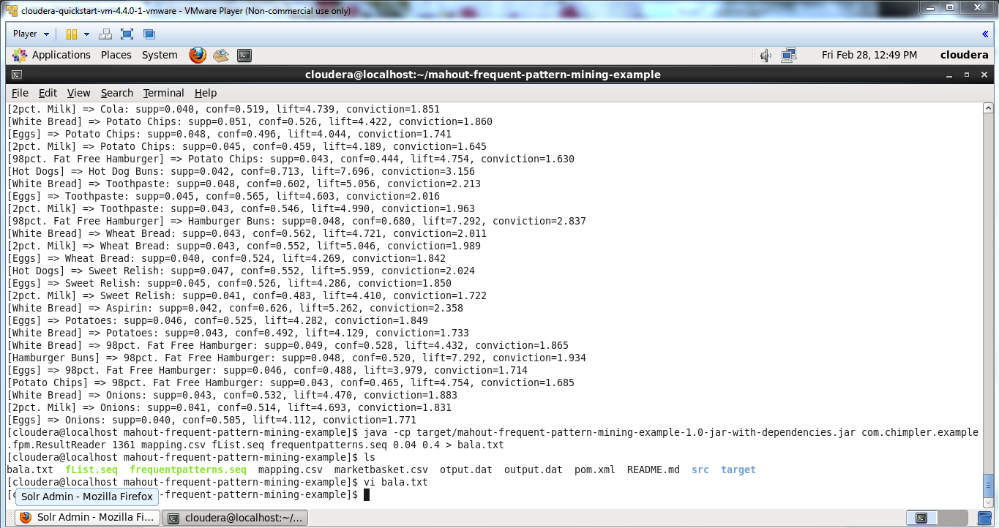 cloudera-quickstart-vm-4.4.0-1-vmware - VMware Player (Non-commercial use only)
Player
Applications Places System Fri Feb 28, 12:49 PM cloudera
cloudera@localhost:~/mahout-frequent-pattern-mining-example
File Edit View Search Terminal Help
[2pct. Milk] => Cola: supp=0.040, conf=0.519, lift=4.739, conviction=1.851
[White Bread] => Potato Chips: supp=0.051, conf=0.526, lift=4.422, conviction=1.860
[Eggs] => Potato Chips: supp=0.048, conf=0.496, lift=4.044, conviction=1.741
[2pct. Milk] => Potato Chips: supp=0.045, conf=0.459, lift=4.189, conviction=1.645
[98pct. Fat Free Hamburger] => Potato Chips: supp=0.043, conf=0.444, lift=4.754, conviction=1.630
[Hot Dogs] => Hot Dog Buns: supp=0.042, conf=0.713, lift=7.696, conviction=3.156
[White Bread] => Toothpaste: supp=0.048, conf=0.602, lift=5.056, conviction=2.213
[Eggs] => Toothpaste: supp=0.045, conf=0.565, lift=4.603, conviction=2.016
[2pct. Milk] => Toothpaste: supp=0.043, conf=0.546, lift=4.990, conviction=1.963
[98pct. Fat Free Hamburger] => Hamburger Buns: supp=0.048, conf=0.680, lift=7.292, conviction=2.837
[White Bread] => Wheat Bread: supp=0.043, conf=0.562, lift=4.721, conviction=2.011
[2pct. Milk] => Wheat Bread: supp=0.043, conf=0.552, lift=5.046, conviction=1.989
[Eggs] => Wheat Bread: supp=0.040, conf=0.524, lift=4.269, conviction=1.842
[Hot Dogs] => Sweet Relish: supp=0.047, conf=0.552, lift=5.959, conviction=2.024
[Eggs] => Sweet Relish: supp=0.045, conf=0.526, lift=4.286, conviction=1.850
[2pct. Milk] => Sweet Relish: supp=0.041, conf=0.483, lift=4.410, conviction=1.722
[White Bread] => Aspirin: supp=0.042, conf=0.626, lift=5.262, conviction=2.358
[Eggs] => Potatoes: supp=0.046, conf=0.525, lift=4.282, conviction=1.849
[White Bread] => Potatoes: supp=0.043, conf=0.492, lift=4.129, conviction=1.733
[White Bread] => 98pct. Fat Free Hamburger: supp=0.049, conf=0.528, lift=4.432, conviction=1.865
[Hamburger Buns] => 98pct. Fat Free Hamburger: supp=0.048, conf=0.520, lift=7.292, conviction=1.934
[Eggs] => 98pct. Fat Free Hamburger: supp=0.046, conf=0.488, lift=3.979, conviction=1.714
[Potato Chips] => 98pct. Fat Free Hamburger: supp=0.043, conf=0.465, lift=4.754, conviction=1.685
[White Bread] => Onions: supp=0.043, conf=0.532, lift=4.470, conviction=1.883
[2pct. Milk] => Onions: supp=0.041, conf=0.514, lift=4.693, conviction=1.831
[Eggs] => Onions: supp=0.040, conf=0.505, lift=4.112, conviction=1.771
[cloudera@localhost mahout-frequent-pattern-mining-example]$ java -cp target/mahout-frequent-pattern-mining-example-1.0-jar-with-dependencies.jar com.chimpler.example
.fpm.ResultReader 1361 mapping.csv fList.seq frequentpatterns.seq 0.04 0.4 > bala.txt
[cloudera@localhost mahout-frequent-pattern-mining-example]$ ls
bala.txt fList.seq frequentpatterns.seq mapping.csv marketbasket.csv otput.dat output.dat pom.xml README.md src target
[cloudera@localhost mahout-frequent-pattern-mining-example]$ vi bala.txt
[c Solr Admin - Mozilla Firefox -frequent-pattern-mining-example]$
Solr Admin - Mozilla Fi... cloudera@localhost:~/...